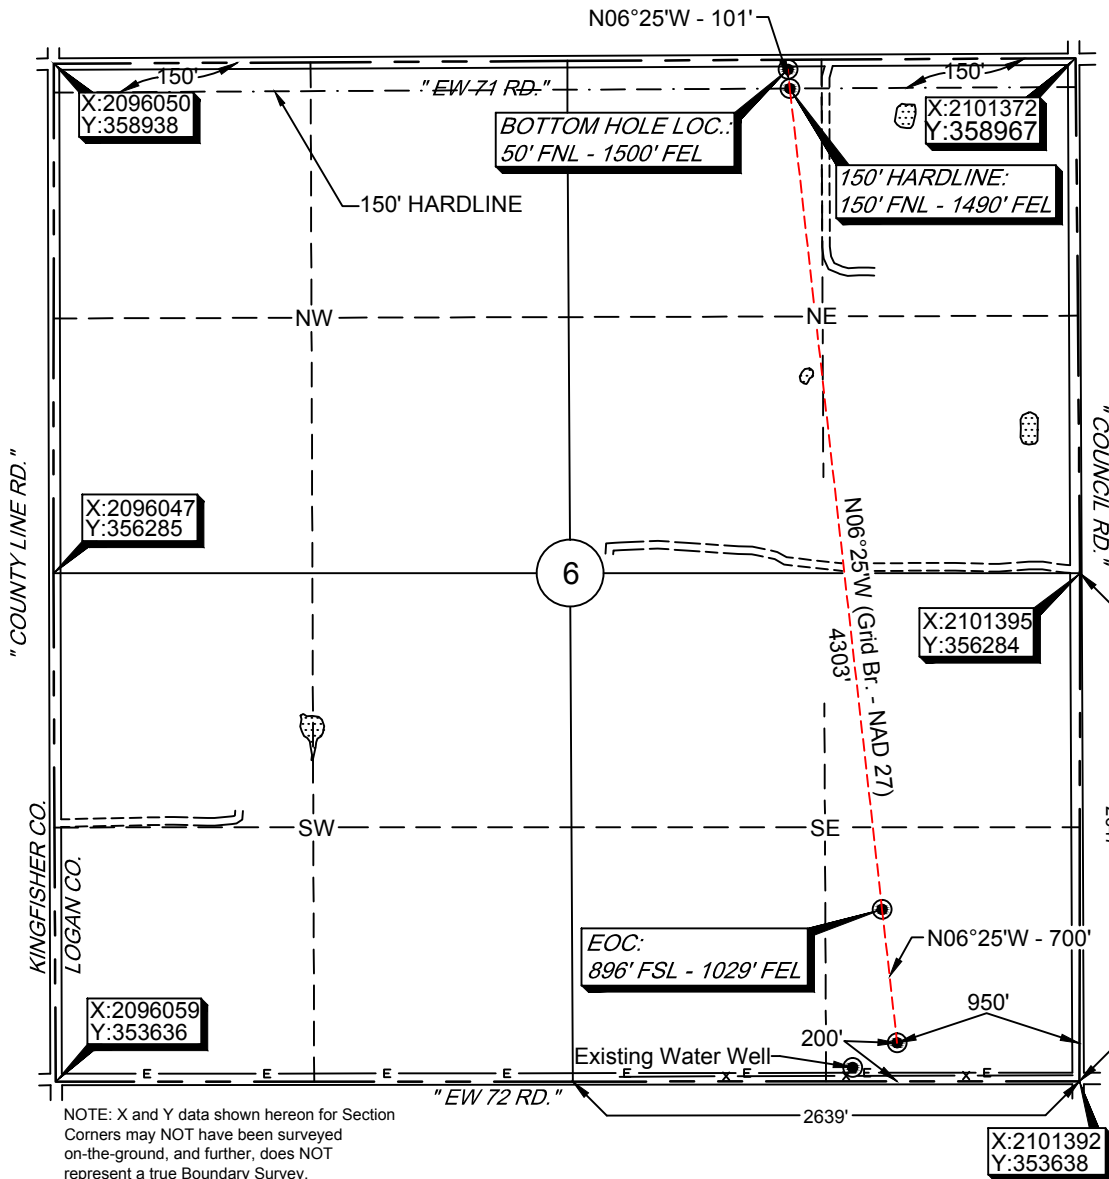 N06°25'W - 101'
150'
" EW 71 RD."
150'
X:2096050
Y:358938
X:2101372
Y:358967
BOTTOM HOLE LOC.:
50' FNL - 1500' FEL
150' HARDLINE:
150' FNL - 1490' FEL
150' HARDLINE
NW
NE
" COUNTY LINE RD."
" COUNCIL RD."
X:2096047
Y:356285
6
N06°25'W (Grid Br. - NAD 27)
4303'
X:2101395
Y:356284
SW
SE
KINGFISHER CO.
LOGAN CO.
EOC:
896' FSL - 1029' FEL
N06°25'W - 700'
950'
200'
X:2096059
Y:353636
Existing Water Well
E E E E E E E E
X X X
" EW 72 RD."
2639'
NOTE: X and Y data shown hereon for Section
Corners may NOT have been surveyed
on-the-ground, and further, does NOT
represent a true Boundary Survey.
X:2101392
Y:353638